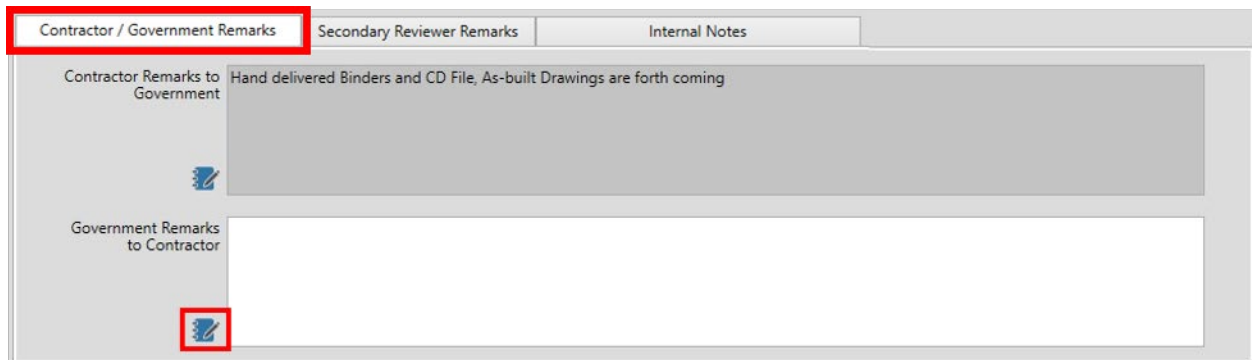 Contractor / Government Remarks
Secondary Reviewer Remarks
Internal Notes
Contractor Remarks to
Government
Hand delivered Binders and CD File, As-built Drawings are forth coming
Government Remarks
to Contractor